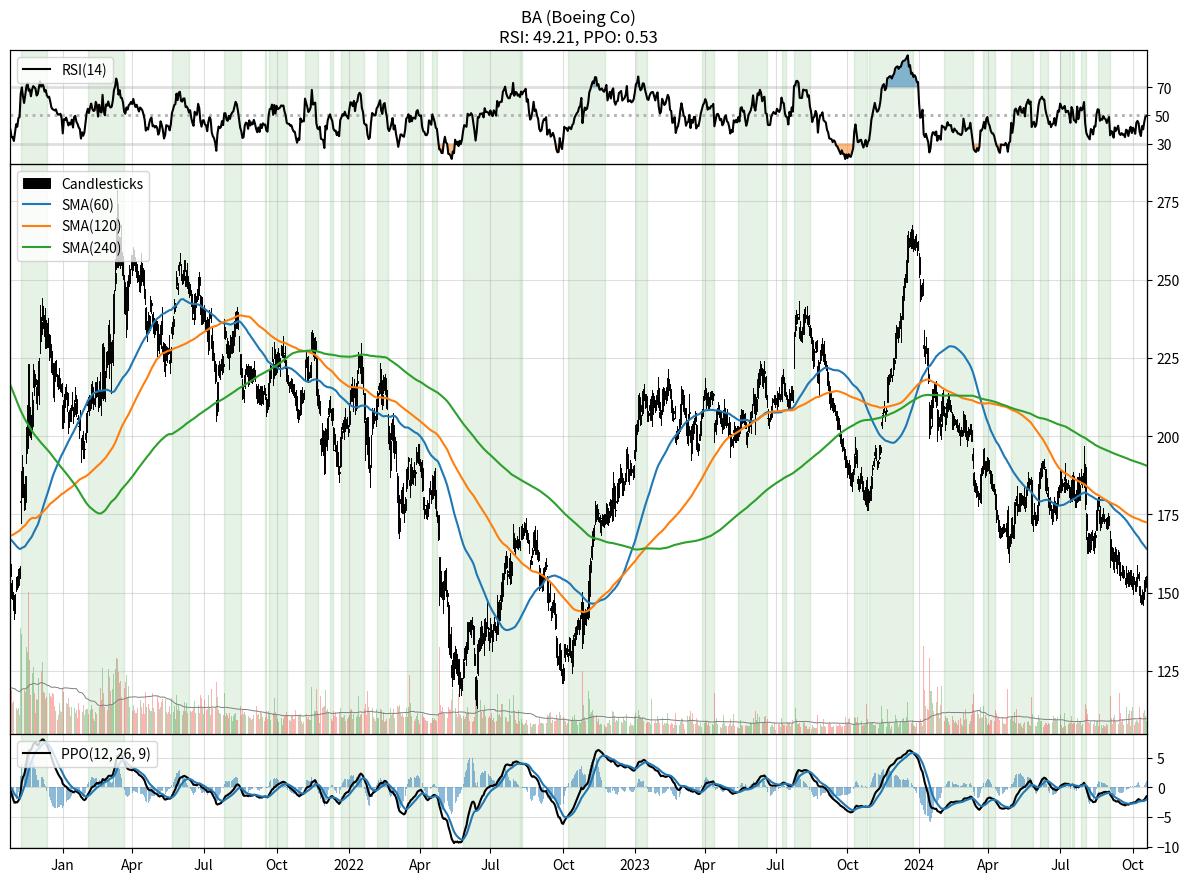 BA (Boeing Co)
RSI: 49.21, PPO: 0.53
RSI(14)
70
50
30
Candlesticks
SMA(60)
SMA(120)
SMA(240)
275
250
225
200
175
150
125
PPO(12, 26, 9)
5
0
−5
−10
Jan Apr Jul Oct 2022 Apr Jul Oct 2023 Apr Jul Oct 2024 Apr Jul Oct